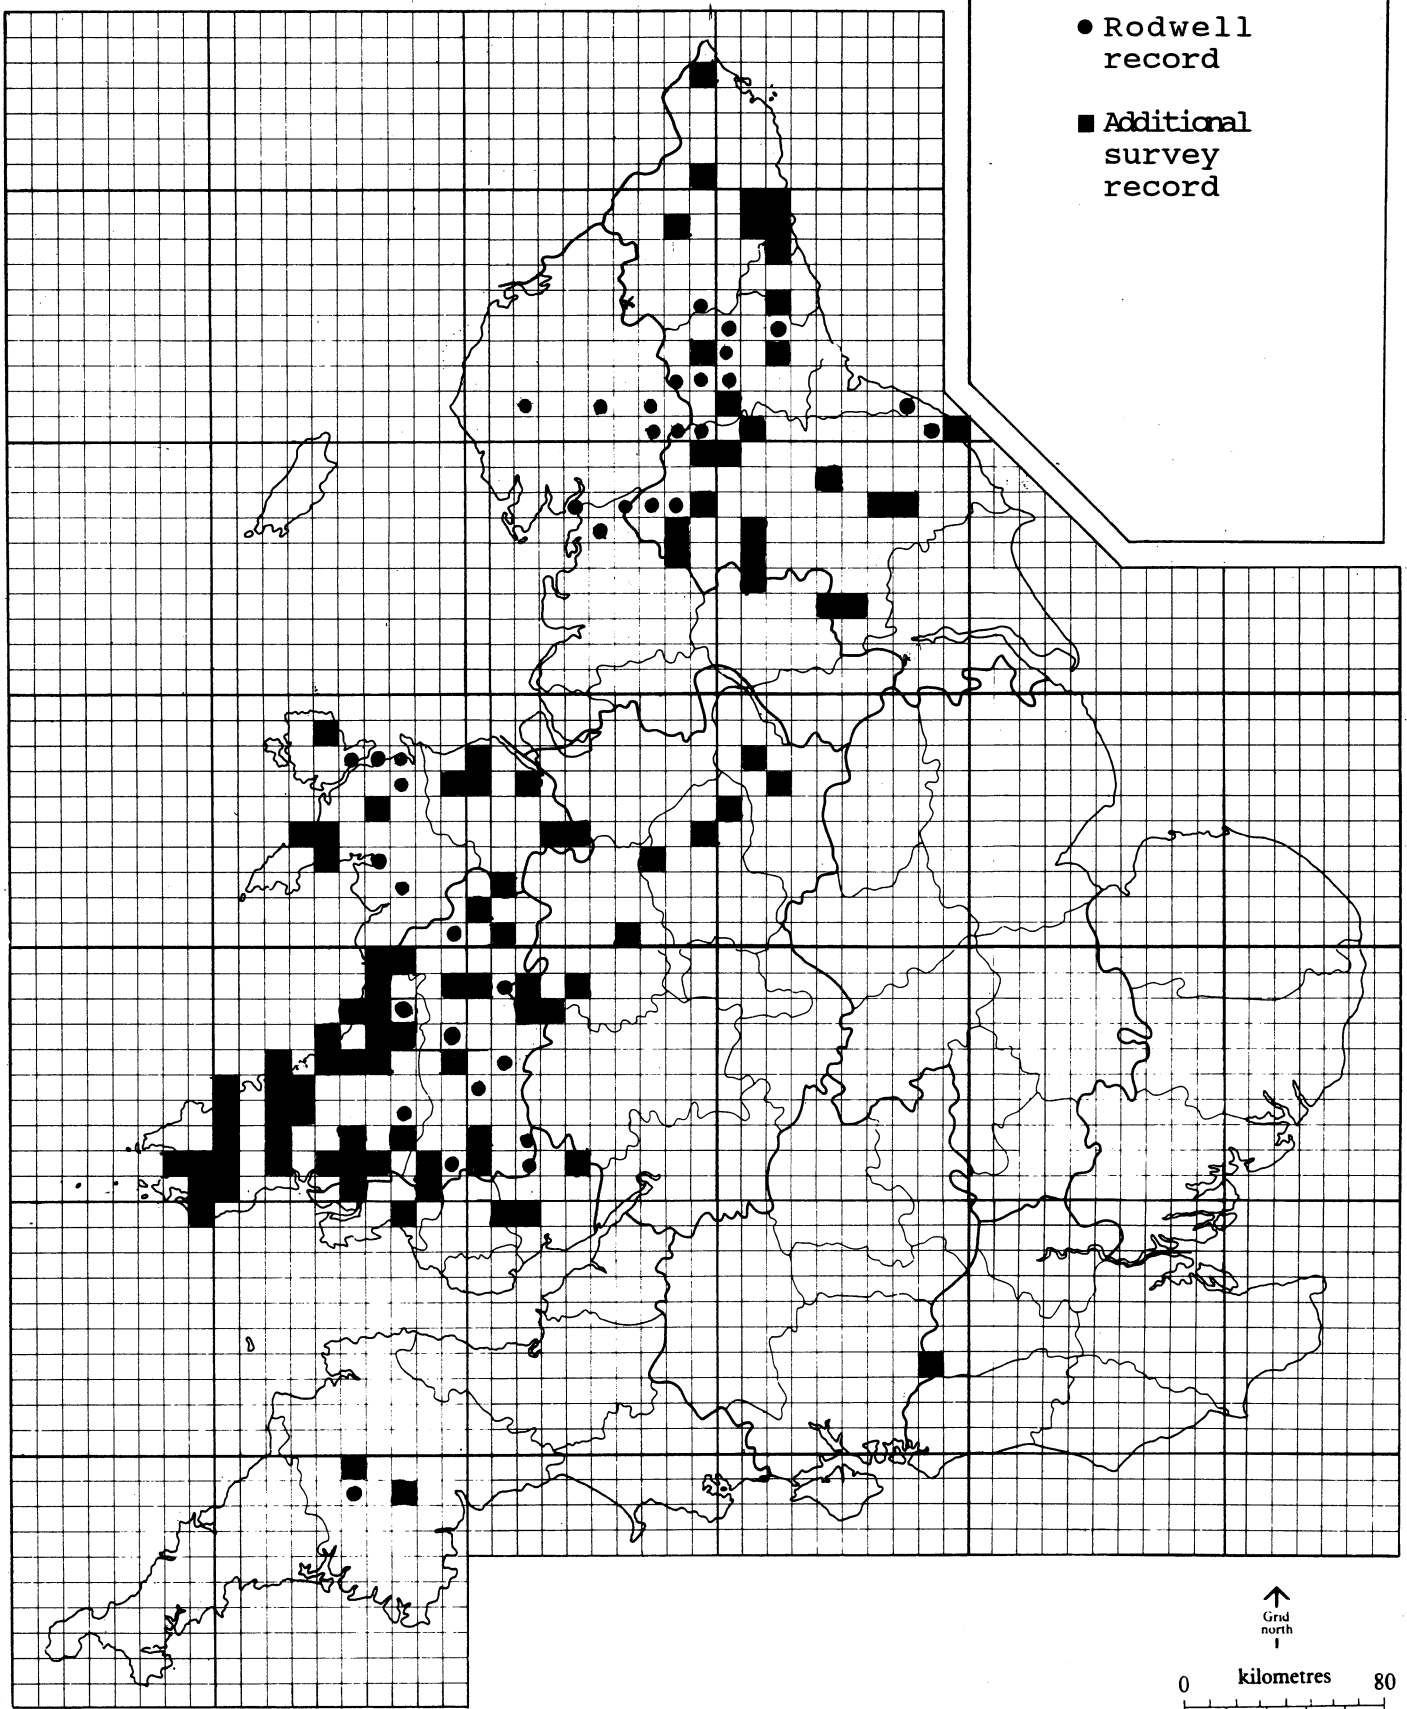 ● Rodwell
record
■ Additional
survey
record
Grid
north
kilometres
0 80